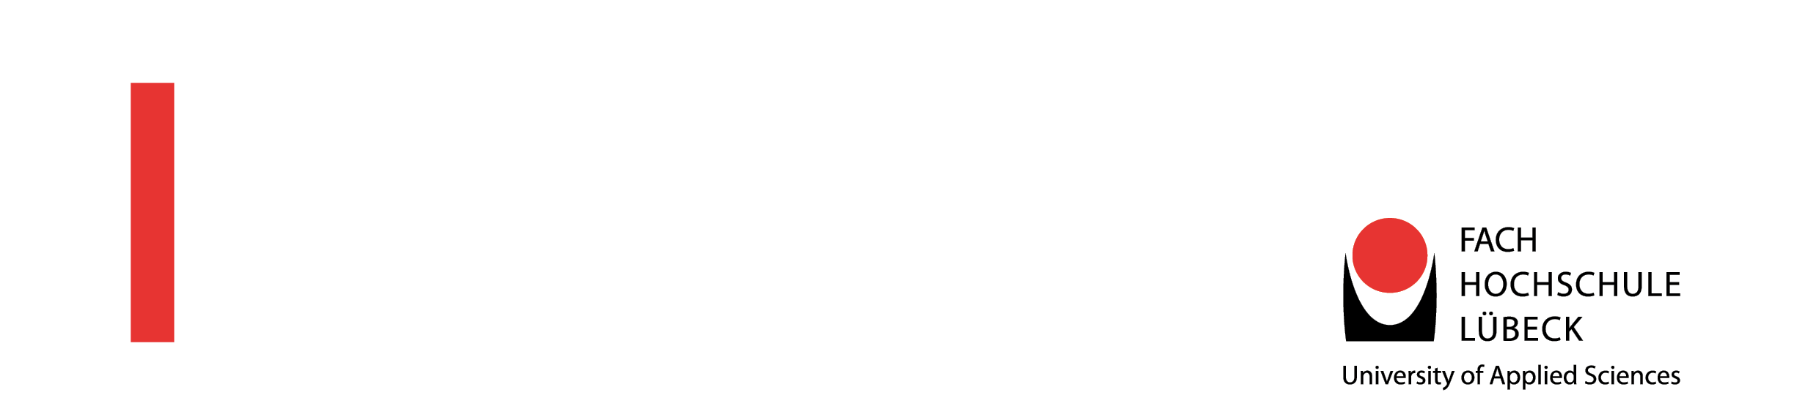 FACH
HOCHSCHULE
LÜBECK
University of Applied Sciences